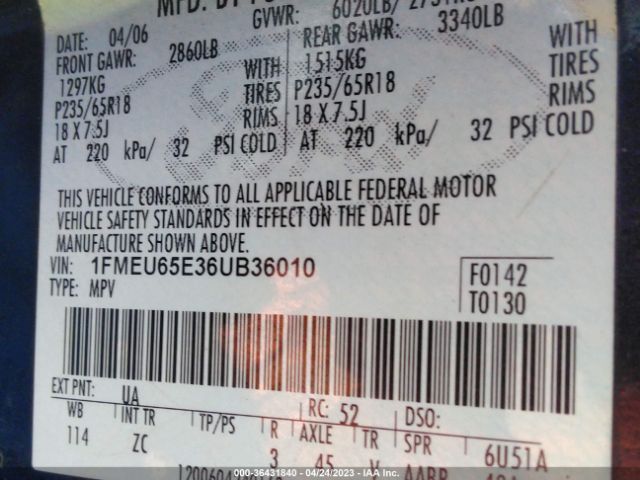 MFD. BY FO
GVWR: 6020LB/ 2731K
DATE: 04/06
FRONT GAWR: 2860LB
REAR GAWR: 3340LB
1297KG WITH
1515KG WITH
P235/65R18 TIRES
P235/65R18 TIRES
18 X 7.5J RIMS
18 X 7.5J RIMS
AT 220 kPa/ 32 PSI COLD
AT 220 kPa/ 32 PSI COLD
THIS VEHICLE CONFORMS TO ALL APPLICABLE FEDERAL MOTOR
VEHICLE SAFETY STANDARDS IN EFFECT ON THE DATE OF
MANUFACTURE SHOWN ABOVE.
VIN: 1FMEU65E36UB36010
F0142
TYPE: MPV
T0130
EXT PNT: UA RC: 52 DSO:
WB INT TR TP/PS R AXLE TR SPR 6U51A
114 ZC 3 45
000-36431840 - 04/24/2023 - IAA Inc.